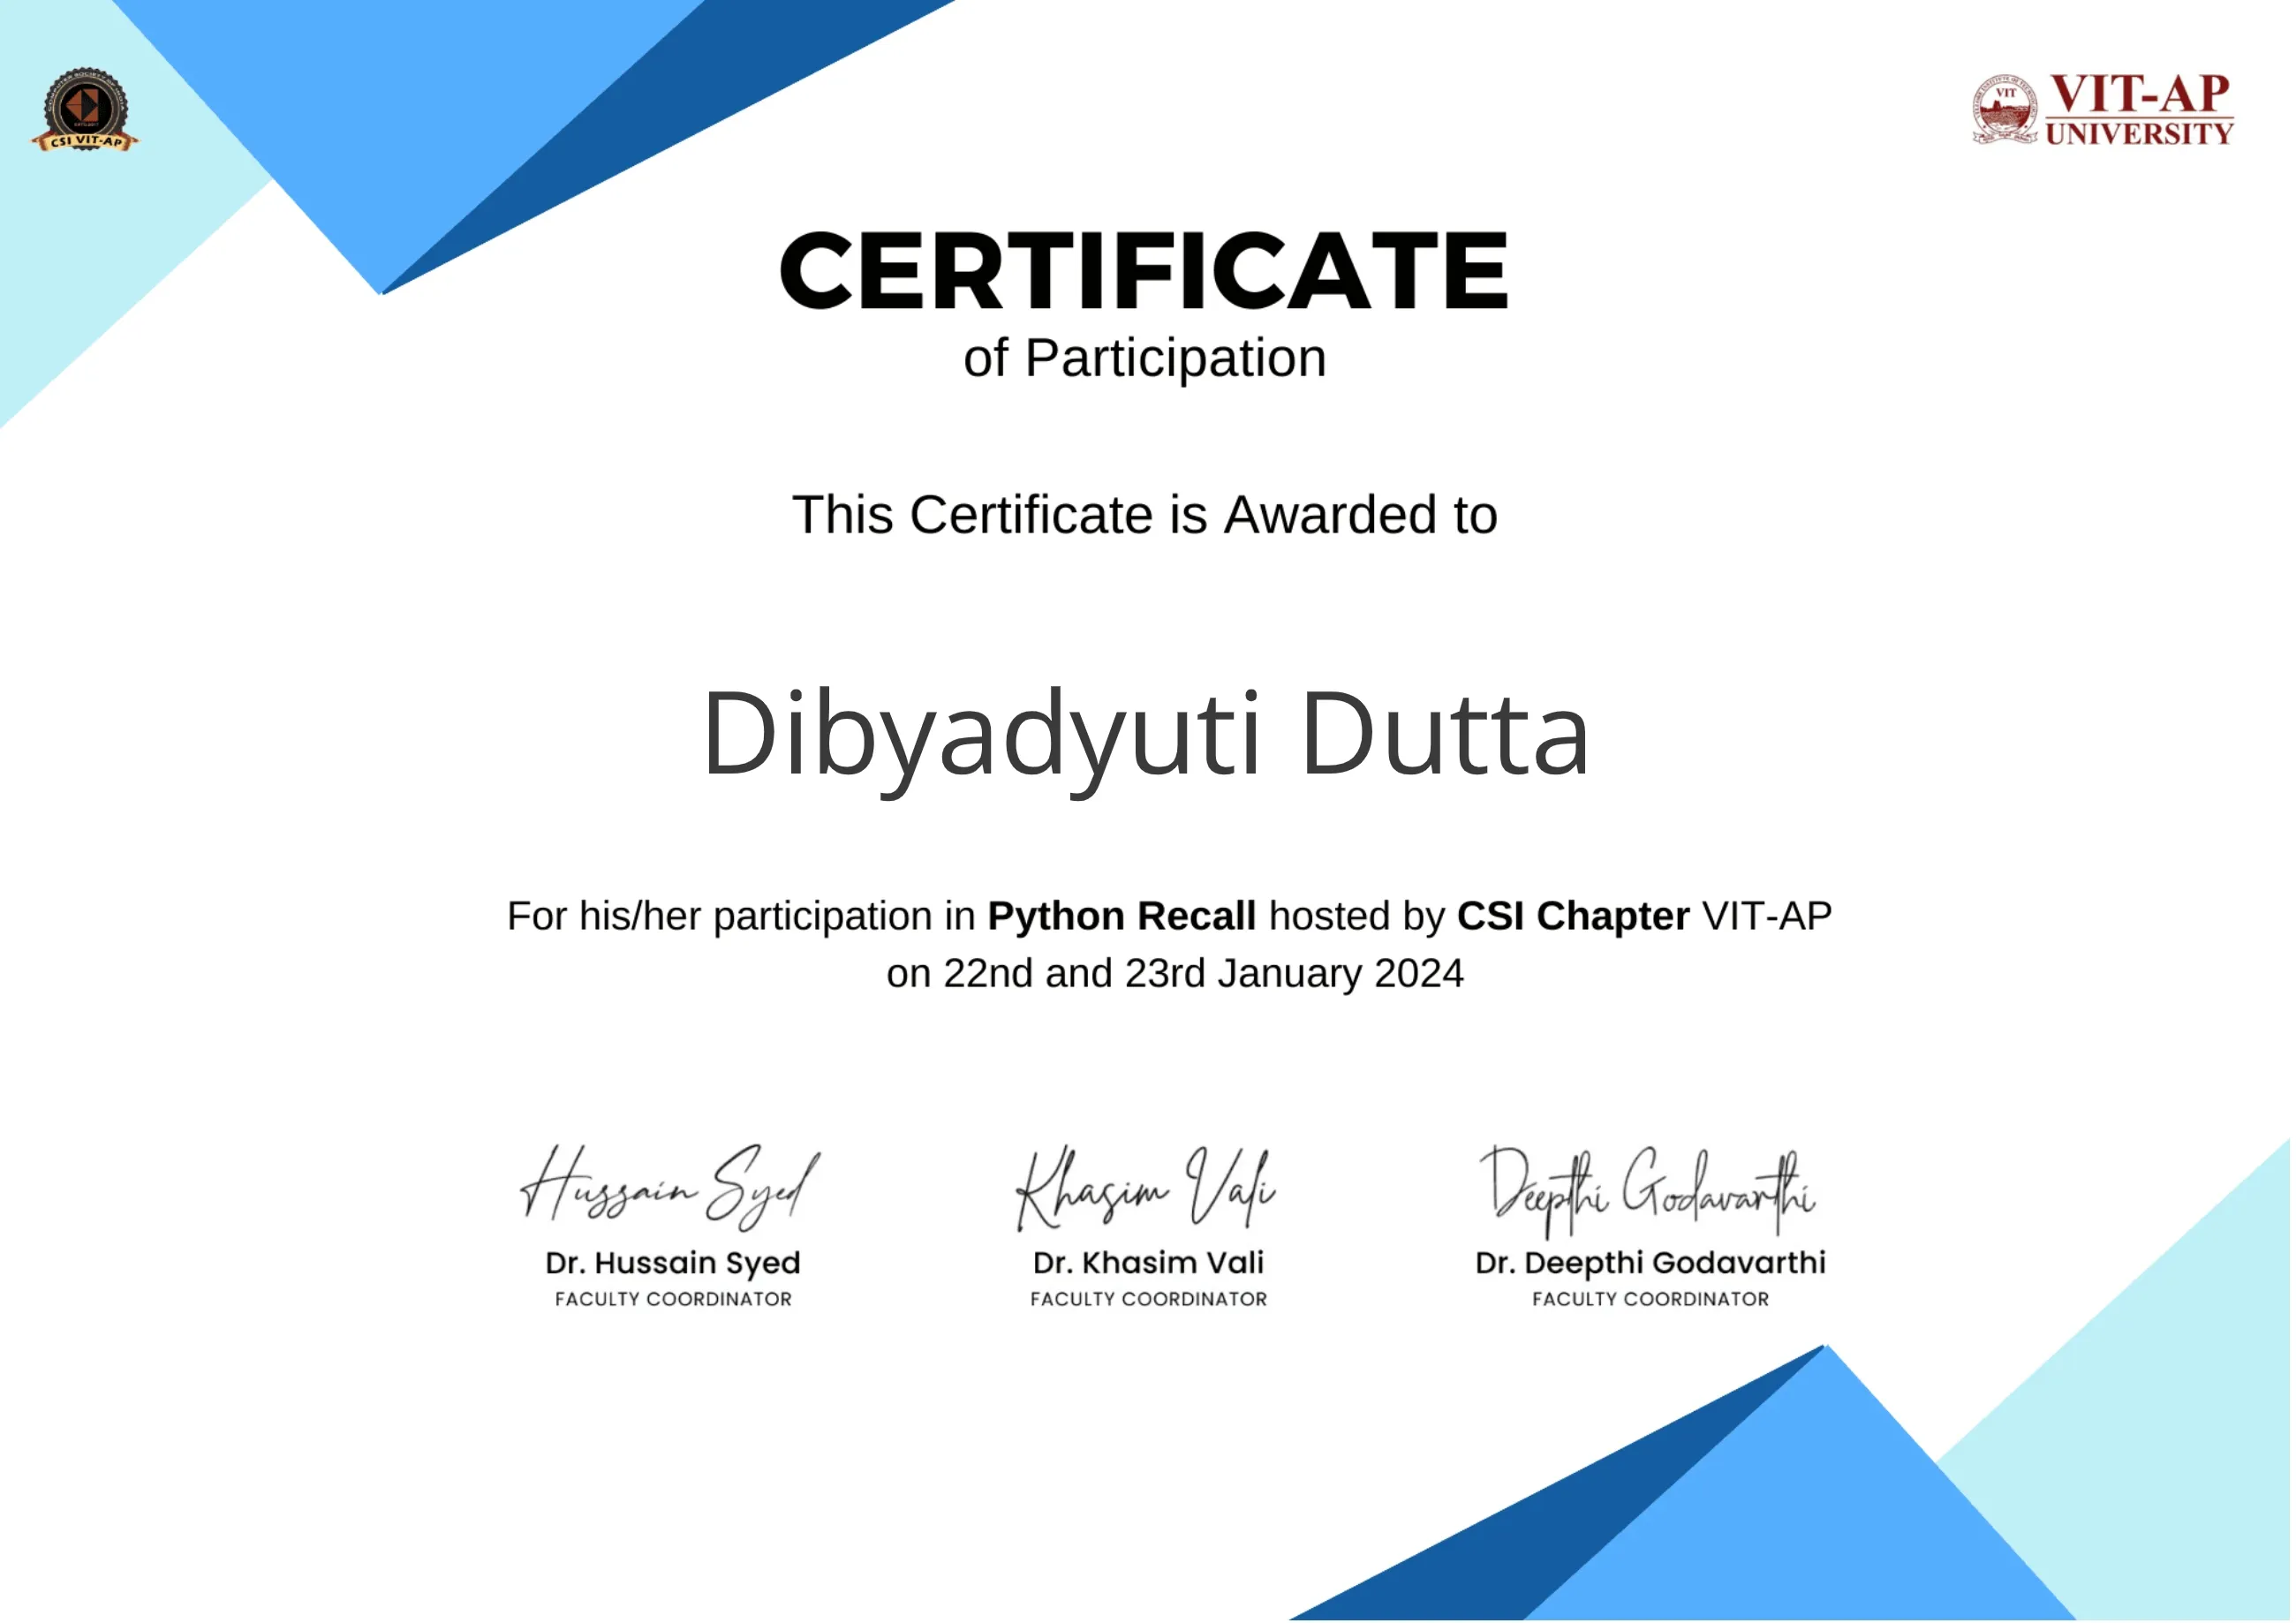 CSI VIT-AP
VIT
VIT-AP
UNIVERSITY
CERTIFICATE
of Participation
This Certificate is Awarded to
Dibyadyuti Dutta
For his/her participation in Python Recall hosted by CSI Chapter VIT-AP
on 22nd and 23rd January 2024
Hussain Syed
Khasim Vali
Deepthi Godavarthi
Dr. Hussain Syed
Dr. Khasim Vali
Dr. Deepthi Godavarthi
FACULTY COORDINATOR
FACULTY COORDINATOR
FACULTY COORDINATOR